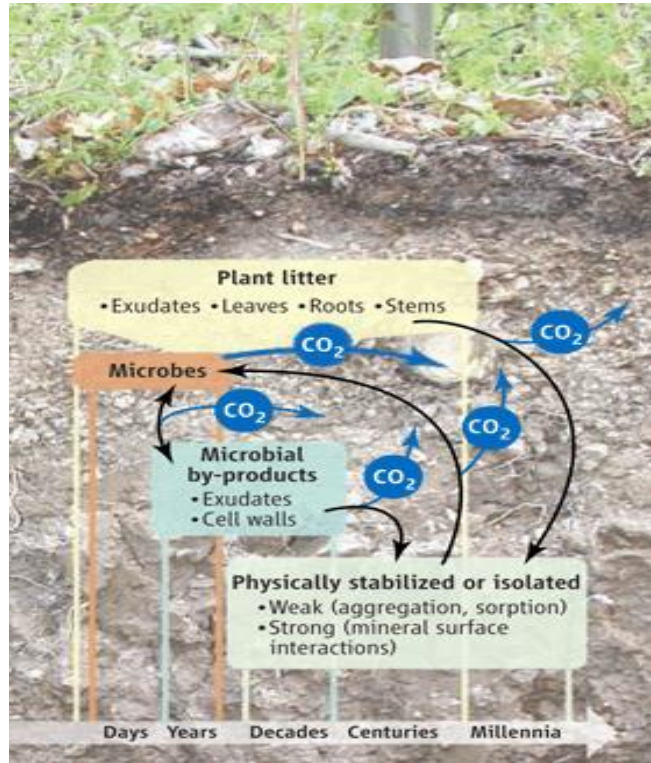 Plant litter
•Exudates •Leaves •Roots •Stems
CO₂
CO₂
Microbes
CO₂
CO₂
Microbial
by-products
•Exudates
•Cell walls
CO₂
Physically stabilized or isolated
•Weak (aggregation, sorption)
•Strong (mineral surface
interactions)
Days Years Decades Centuries Millennia